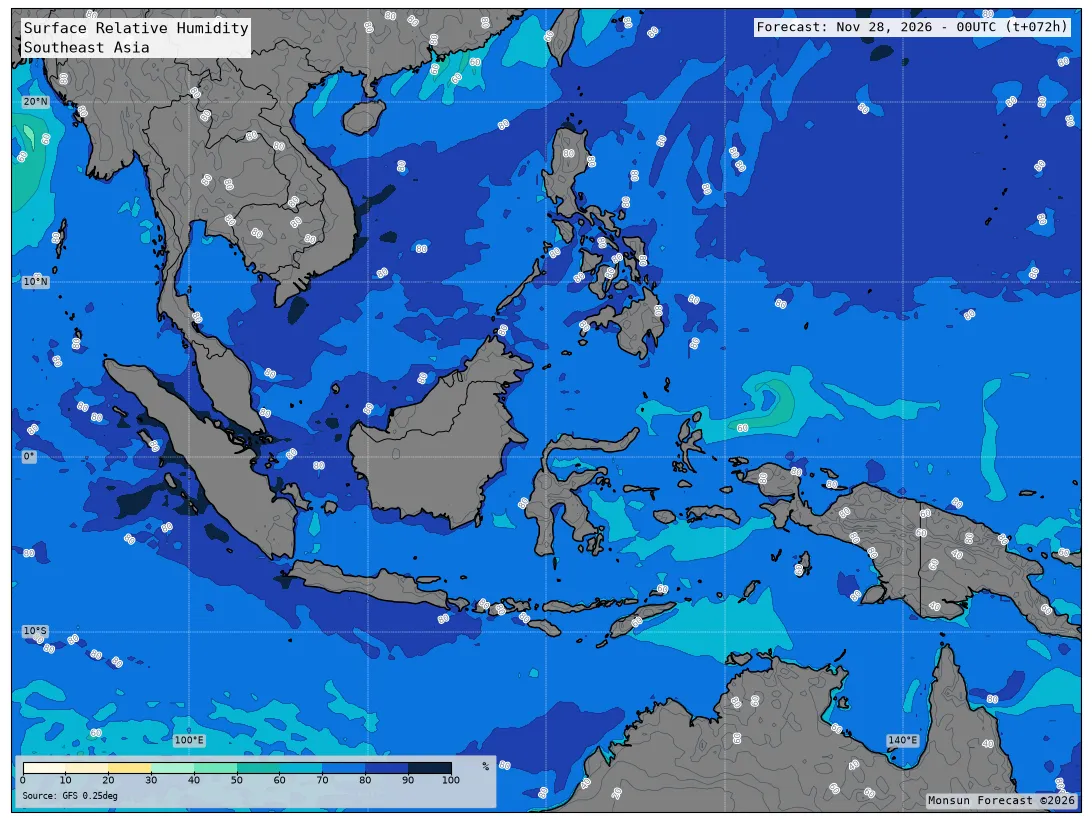 Surface Relative Humidity
Southeast Asia
Forecast: Nov 28, 2026 - 00UTC (t+072h)
20°N
10°N
0°
10°S
100°E
140°E
0 10 20 30 40 50 60 70 80 90 100
%
Source: GFS 0.25deg
Monsun Forecast ©2026